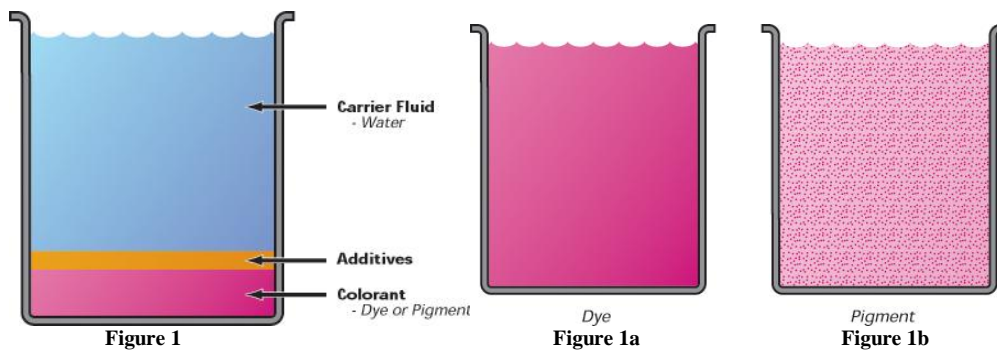 Carrier Fluid
- Water
Additives
Colorant
- Dye or Pigment
Figure 1
Dye
Figure 1a
Pigment
Figure 1b